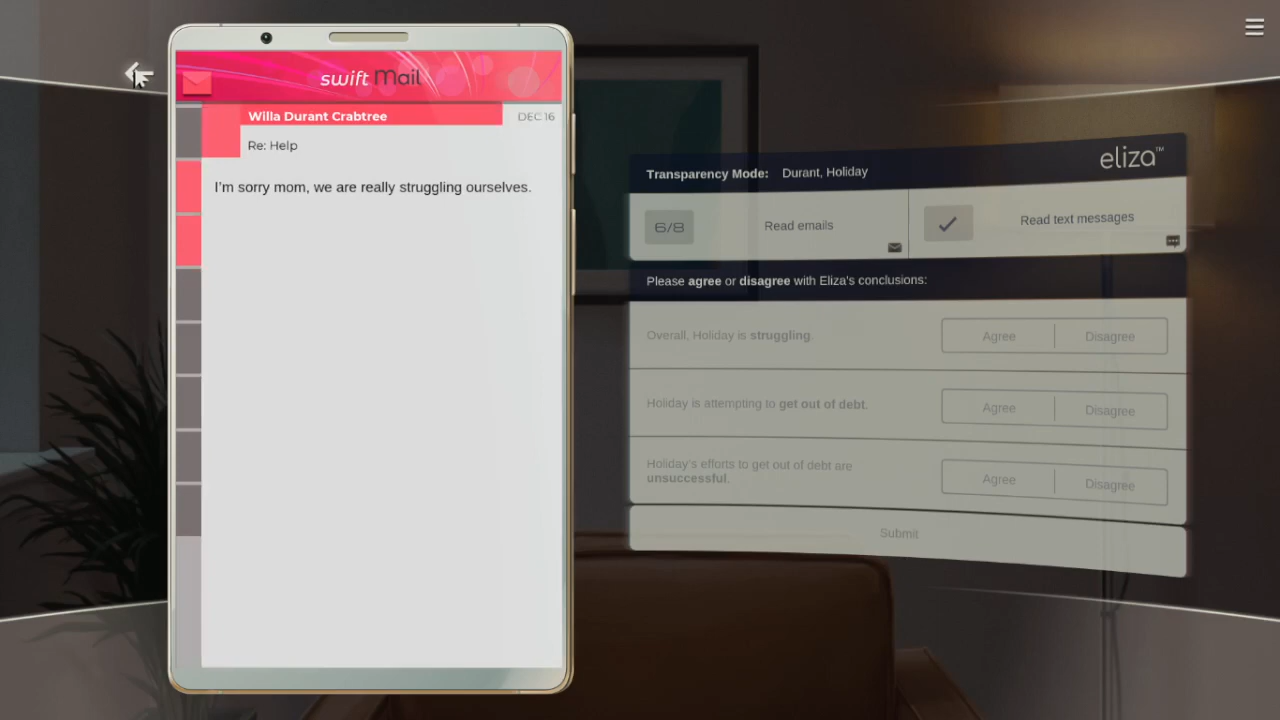 swift Mail
Willa Durant Crabtree
DEC 16
Re: Help
I'm sorry mom, we are really struggling ourselves.
eliza™
Transparency Mode: Durant, Holiday
6/8
Read emails
Read text messages
Please agree or disagree with Eliza's conclusions:
Overall, Holiday is struggling.
Agree
Disagree
Holiday is attempting to get out of debt.
Agree
Disagree
Holiday's efforts to get out of debt are
unsuccessful.
Agree
Disagree
Submit